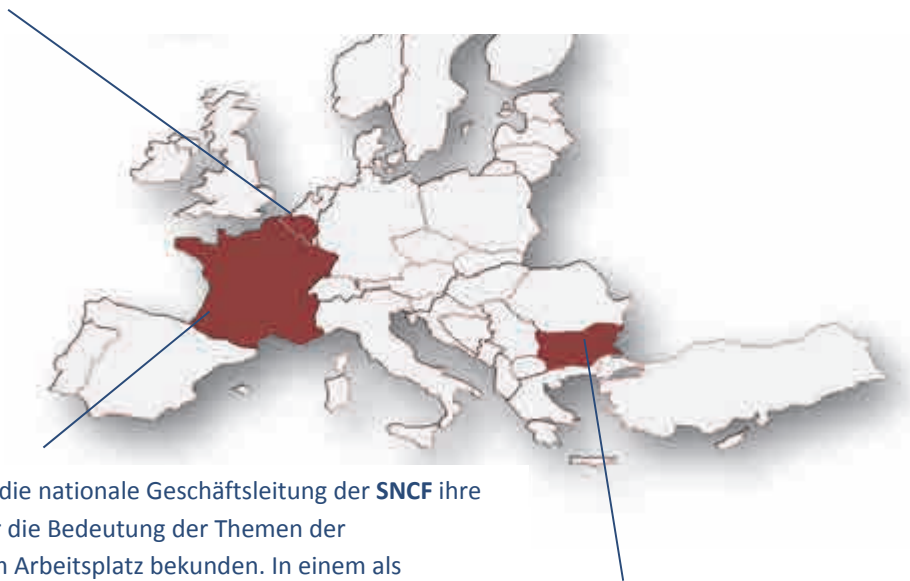 die nationale Geschäftsleitung der SNCF ihre
die Bedeutung der Themen der
Arbeitsplatz bekunden. In einem als